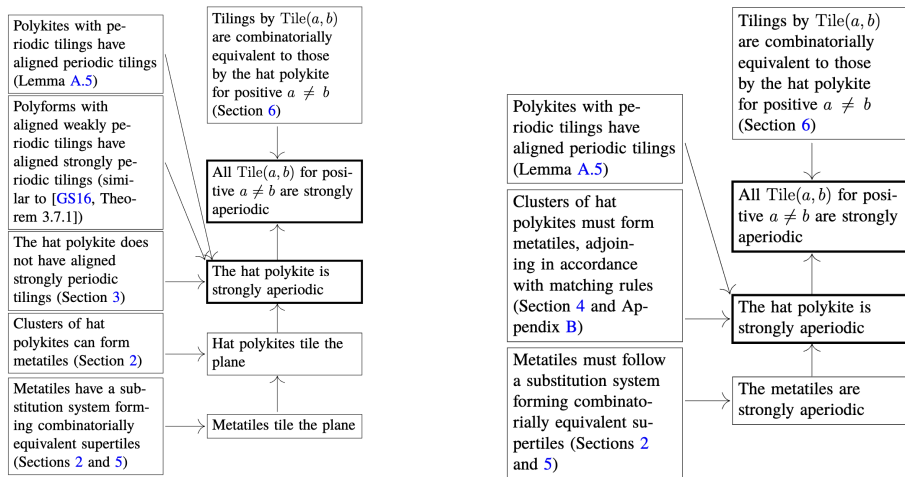 Polykites with pe-
riodic tilings have
aligned periodic tilings
(Lemma A.5)
Polyforms with
aligned weakly pe-
riodic tilings have
aligned strongly pe-
riodic tilings (simi-
lar to [GS16, Theo-
rem 3.7.1])
The hat polykite does
not have aligned
strongly periodic
tilings (Section 3)
Clusters of hat
polykites can form
metatiles (Section 2)
Metatiles have a sub-
stitution system form-
ing combinatorially
equivalent supertiles
(Sections 2 and 5)
Tilings by Tile(a, b)
are combinatorially
equivalent to those
by the hat polykite
for positive a ≠ b
(Section 6)
All Tile(a, b) for posi-
tive a ≠ b are strongly
aperiodic
The hat polykite is
strongly aperiodic
Hat polykites tile the
plane
Metatiles tile the plane
Polykites with pe-
riodic tilings have
aligned periodic tilings
(Lemma A.5)
Clusters of hat
polykites must form
metatiles, adjoin-
ing in accordance
with matching rules
(Section 4 and Ap-
pendix B)
Metatiles must follow
a substitution system
forming combinato-
rially equivalent su-
pertiles (Sections 2
and 5)
Tilings by Tile(a, b)
are combinatorially
equivalent to those
by the hat polykite
for positive a ≠ b
(Section 6)
All Tile(a, b) for posi-
tive a ≠ b are strongly
aperiodic
The hat polykite is
strongly aperiodic
The metatiles are
strongly aperiodic